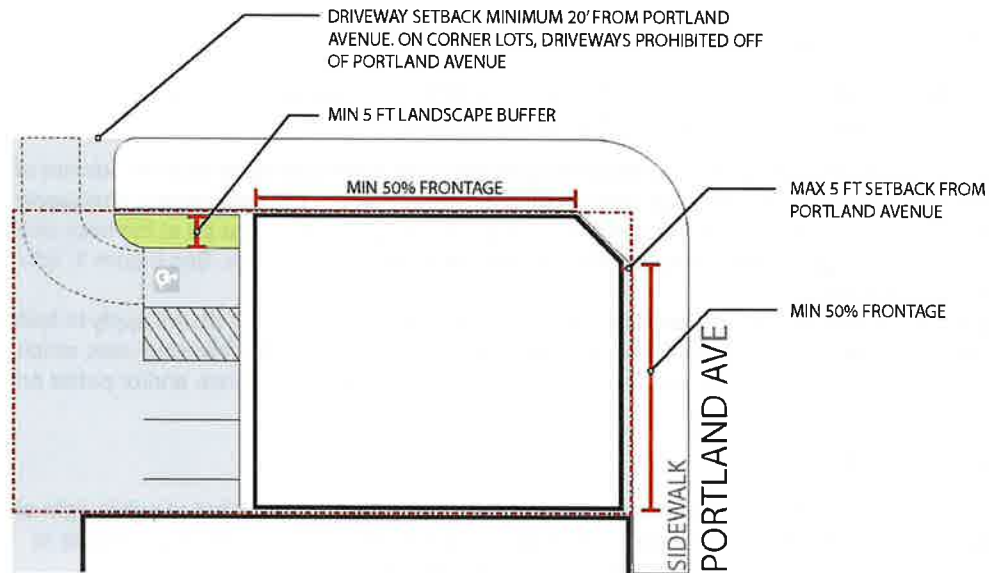 DRIVEWAY SETBACK MINIMUM 20' FROM PORTLAND
AVENUE. ON CORNER LOTS, DRIVEWAYS PROHIBITED OFF
OF PORTLAND AVENUE
MIN 5 FT LANDSCAPE BUFFER
MIN 50% FRONTAGE
MAX 5 FT SETBACK FROM
PORTLAND AVENUE
MIN 50% FRONTAGE
SIDEWALK
PORTLAND AVE